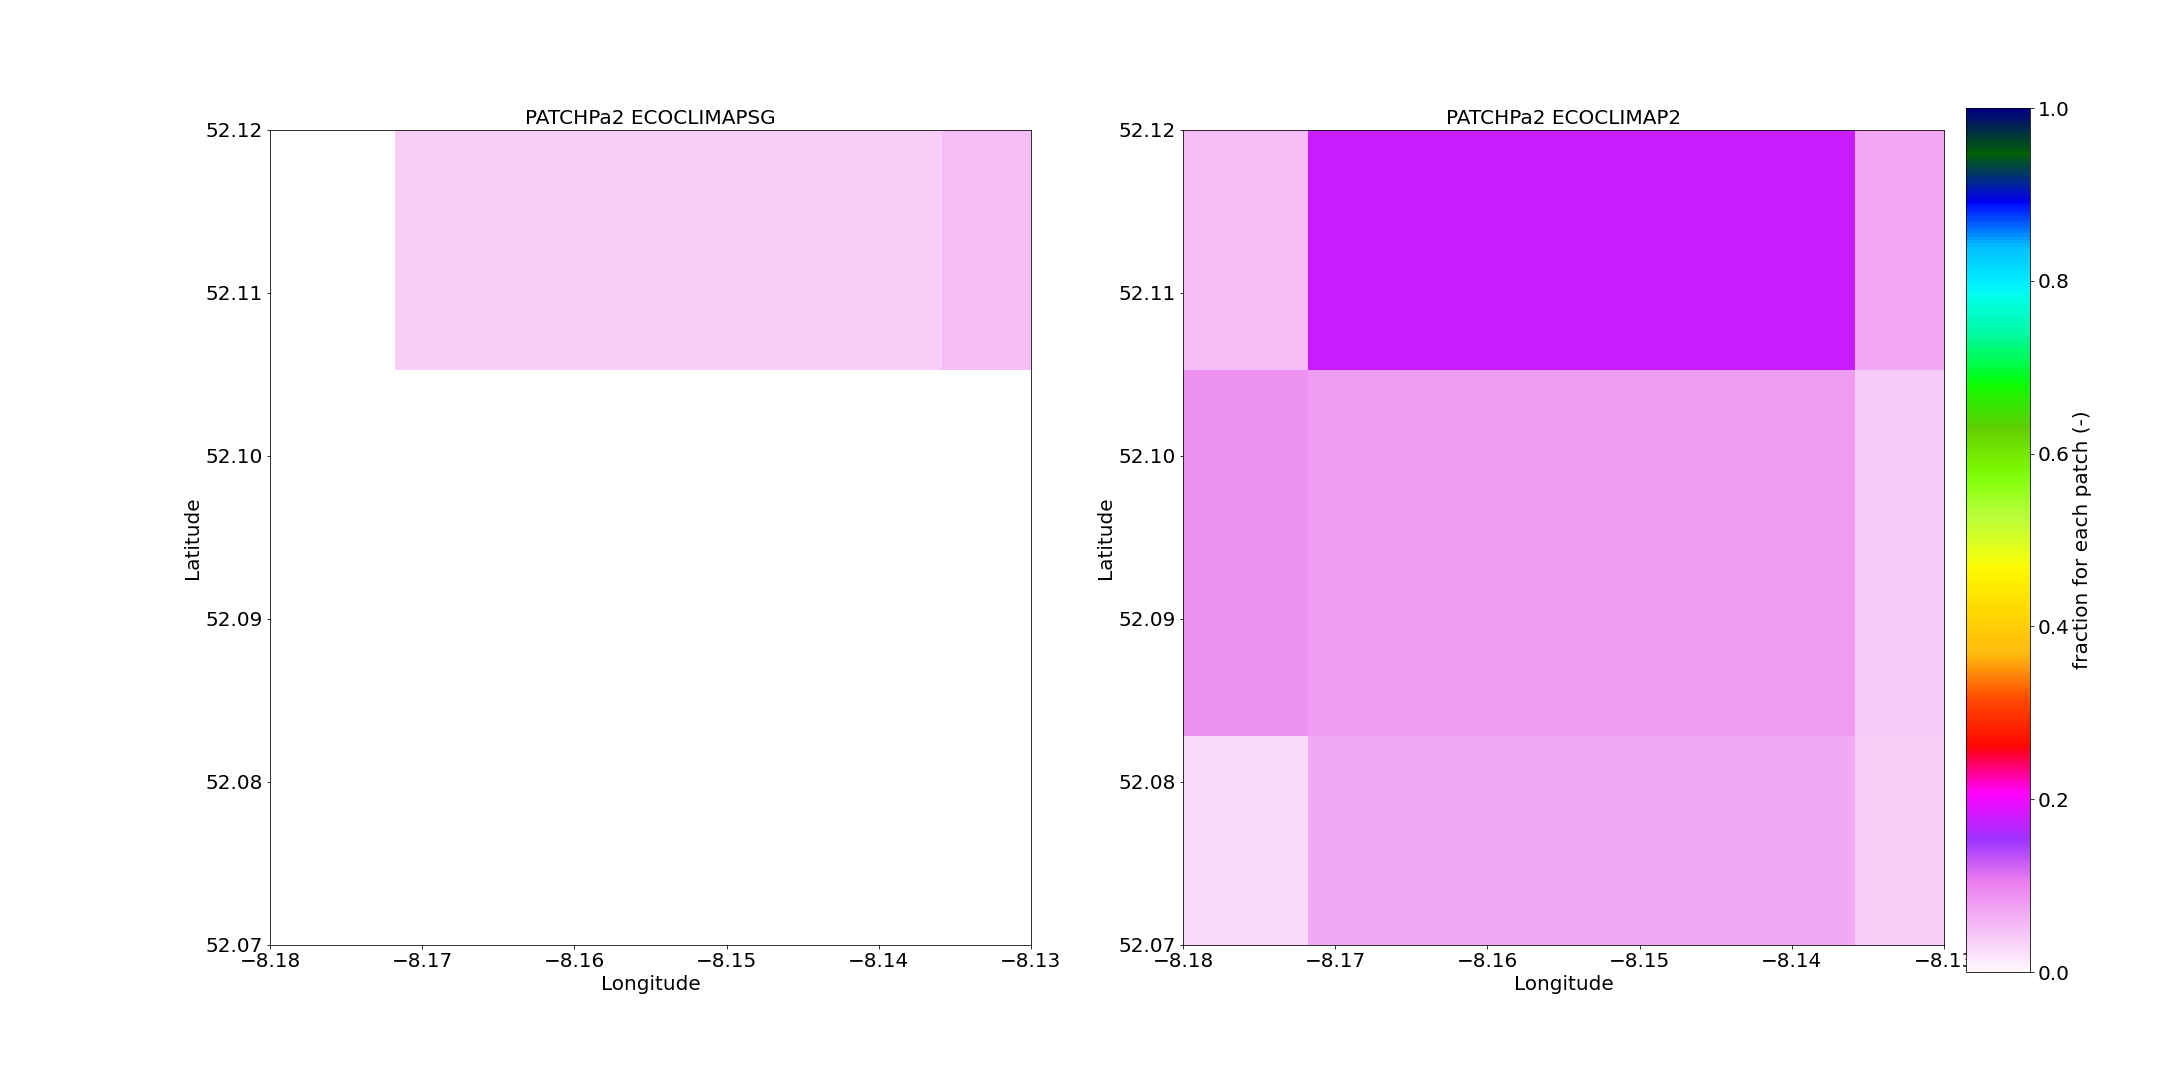 PATCHPa2 ECOCLIMAPSG
52.12
52.11
52.10
52.09
52.08
52.07
Latitude
−8.18 −8.17 −8.16 −8.15 −8.14 −8.13
Longitude
PATCHPa2 ECOCLIMAP2
52.12
52.11
52.10
52.09
52.08
52.07
Latitude
−8.18 −8.17 −8.16 −8.15 −8.14 −8.13
Longitude
1.0
0.8
0.6
0.4
0.2
0.0
fraction for each patch (-)